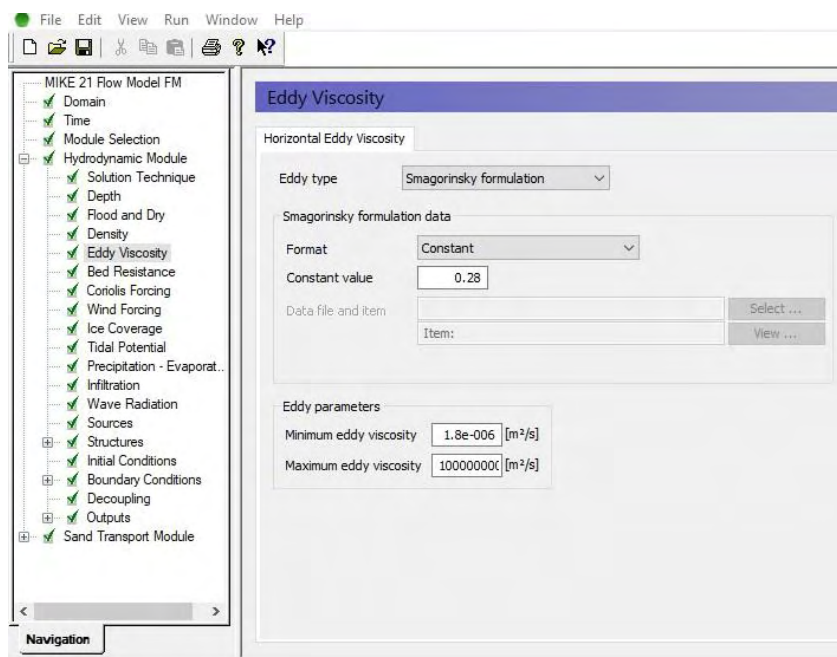 File Edit View Run Window Help
MIKE 21 Flow Model FM
Domain
Time
Module Selection
Hydrodynamic Module
Solution Technique
Depth
Flood and Dry
Density
Eddy Viscosity
Bed Resistance
Coriolis Forcing
Wind Forcing
Ice Coverage
Tidal Potential
Precipitation - Evaporat..
Infiltration
Wave Radiation
Sources
Structures
Initial Conditions
Boundary Conditions
Decoupling
Outputs
Sand Transport Module
Navigation
Eddy Viscosity
Horizontal Eddy Viscosity
Eddy type Smagorinsky formulation
Smagorinsky formulation data
Format Constant
Constant value 0.28
Data file and item Select ...
Item: View ...
Eddy parameters
Minimum eddy viscosity 1.8e-006 [m²/s]
Maximum eddy viscosity [m²/s]